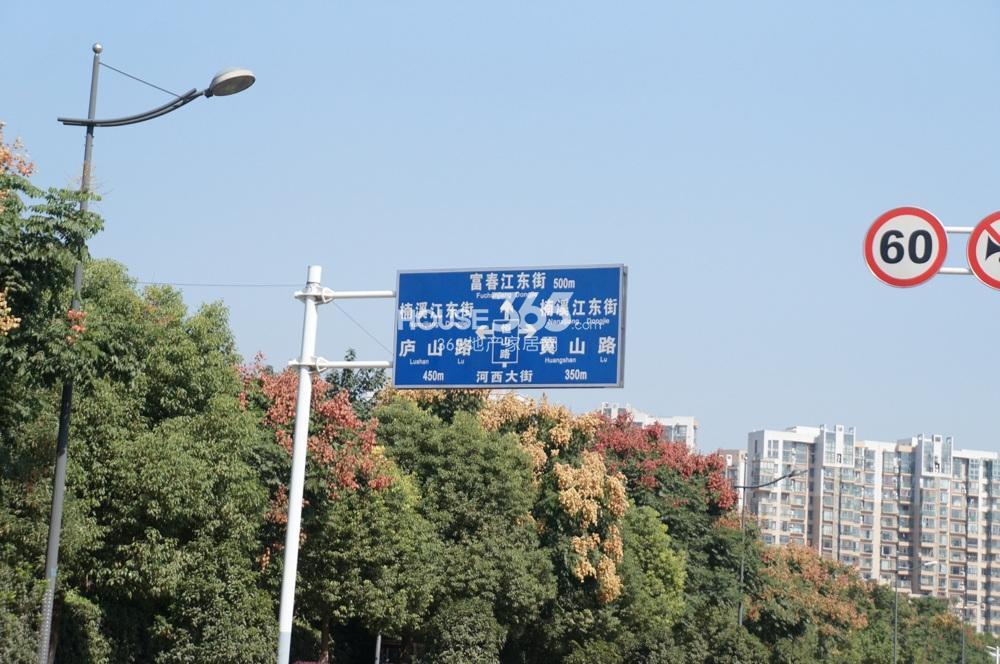 富春江东街 500m
Fuchunjiang Dongjie
楠溪江东街 楠溪江东街
Nanxijiang Dongjie
HOUSE365.com
365地产家居网
庐山路 山路 黄山路
Lushan Lu Huangshan Lu
450m 河西大街 350m
60